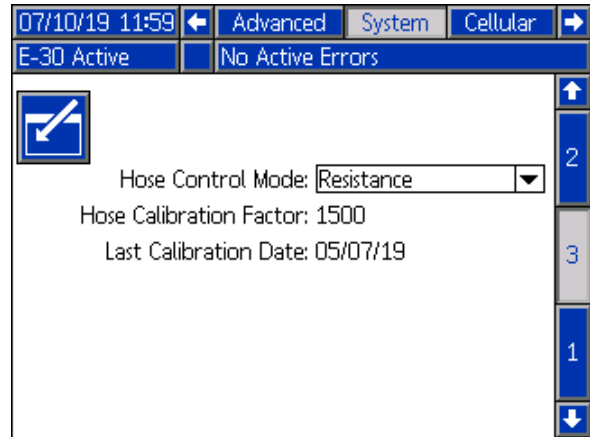 07/10/19 11:59 Advanced System Cellular
E-30 Active No Active Errors
2
Hose Control Mode: Resistance
Hose Calibration Factor: 1500
Last Calibration Date: 05/07/19
3
1